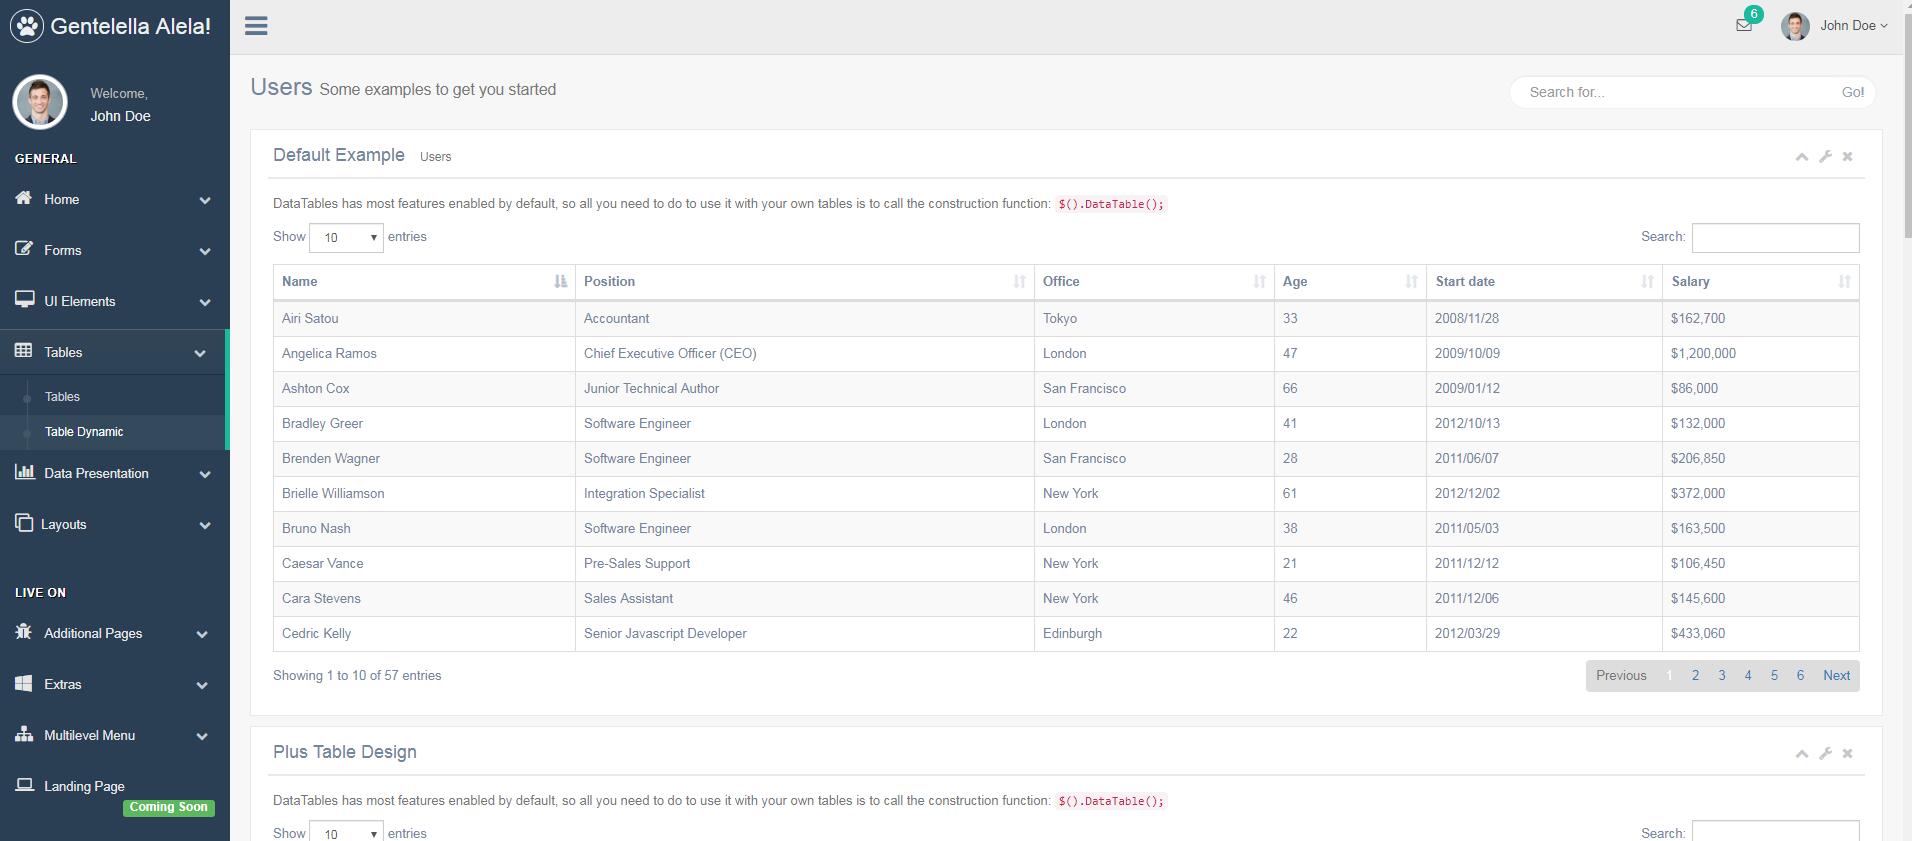 Gentelella Alela!
Welcome,
John Doe
GENERAL
Home
Forms
UI Elements
Tables
Tables
Table Dynamic
Data Presentation
Layouts
LIVE ON
Additional Pages
Extras
Multilevel Menu
Landing Page
Coming Soon
6
John Doe
Users Some examples to get you started
Search for... Go!
Default Example Users
DataTables has most features enabled by default, so all you need to do to use it with your own tables is to call the construction function: $().DataTable();
Show 10 entries Search:
Name Position Office Age Start date Salary
Airi Satou Accountant Tokyo 33 2008/11/28 $162,700
Angelica Ramos Chief Executive Officer (CEO) London 47 2009/10/09 $1,200,000
Ashton Cox Junior Technical Author San Francisco 66 2009/01/12 $86,000
Bradley Greer Software Engineer London 41 2012/10/13 $132,000
Brenden Wagner Software Engineer San Francisco 28 2011/06/07 $206,850
Brielle Williamson Integration Specialist New York 61 2012/12/02 $372,000
Bruno Nash Software Engineer London 38 2011/05/03 $163,500
Caesar Vance Pre-Sales Support New York 21 2011/12/12 $106,450
Cara Stevens Sales Assistant New York 46 2011/12/06 $145,600
Cedric Kelly Senior Javascript Developer Edinburgh 22 2012/03/29 $433,060
Showing 1 to 10 of 57 entries Previous 1 2 3 4 5 6 Next
Plus Table Design
DataTables has most features enabled by default, so all you need to do to use it with your own tables is to call the construction function: $().DataTable();
Show 10 entries Search: